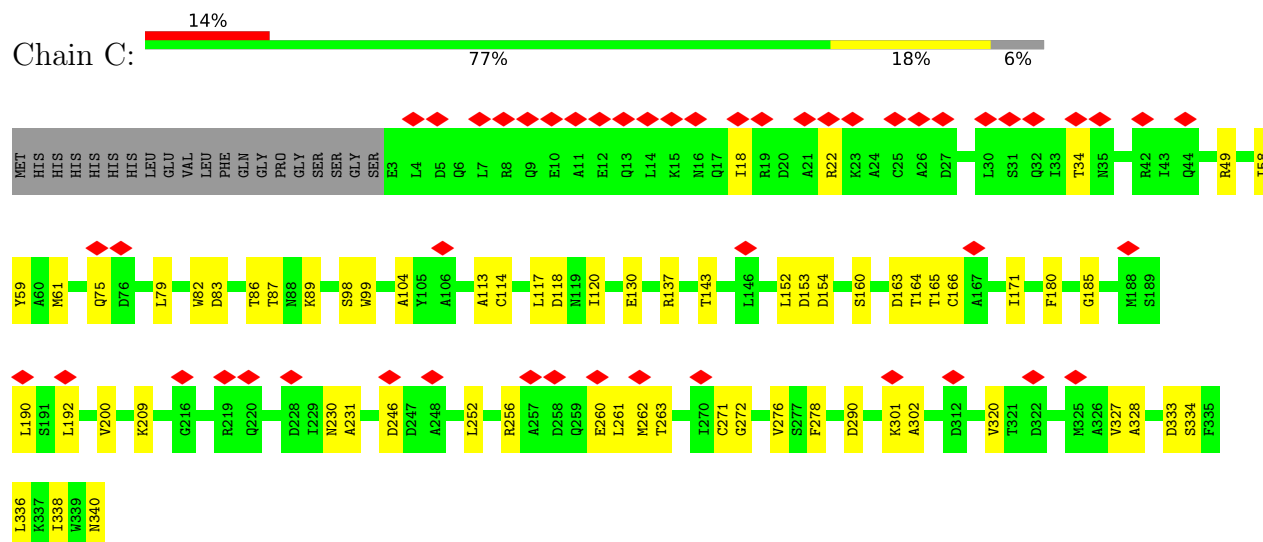 14%
Chain C:
77% 18% 6%
MET HIS HIS HIS HIS HIS HIS LEU GLU VAL LEU PHE GLN GLY PRO GLY SER SER GLY SER E3 L4 D5 Q6 L7 R8 Q9 E10 A11 E12 Q13 L14 K15 N16 Q17 I18 R19 D20 A21 R22 K23 A24 C25 A26 D27 L30 S31 Q32 I33 T34 N35 R42 I43 Q44 R49 I58
Y59 A60 M61 Q75 D76 L79 W82 D83 T86 T87 N88 K89 S98 W99 A104 Y105 A106 A113 C114 L117 D118 N119 I120 E130 R137 T143 L146 L152 D153 D154 S160 D163 T164 T165 C166 A167 I171 F180 G185 M188 S189
L190 S191 L192 V200 K209 G216 R219 Q220 D228 I229 N230 A231 D246 D247 A248 L252 R256 A257 D258 Q259 E260 L261 M262 T263 I270 C271 G272 V276 S277 F278 D290 K301 A302 D312 V320 T321 D322 M325 A326 V327 A328 D333 S334 F335
L336 K337 I338 W339 N340